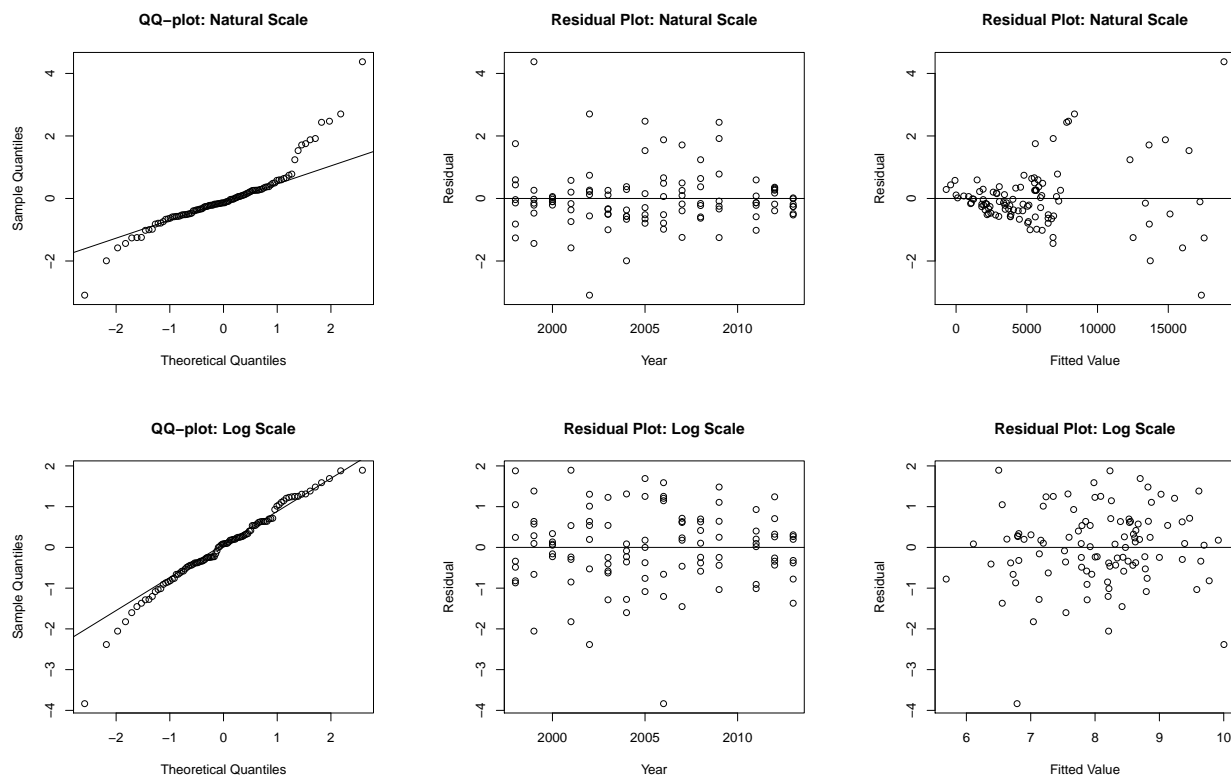 QQ−plot: Natural Scale
Sample Quantiles
4
2
0
−2
−2 −1 0 1 2
Theoretical Quantiles
Residual Plot: Natural Scale
Residual
4
2
0
−2
2000 2005 2010
Year
Residual Plot: Natural Scale
Residual
4
2
0
−2
0 5000 10000 15000
Fitted Value
QQ−plot: Log Scale
Sample Quantiles
2
1
0
−1
−2
−3
−4
−2 −1 0 1 2
Theoretical Quantiles
Residual Plot: Log Scale
Residual
2
1
0
−1
−2
−3
−4
2000 2005 2010
Year
Residual Plot: Log Scale
Residual
2
1
0
−1
−2
−3
−4
6 7 8 9 10
Fitted Value